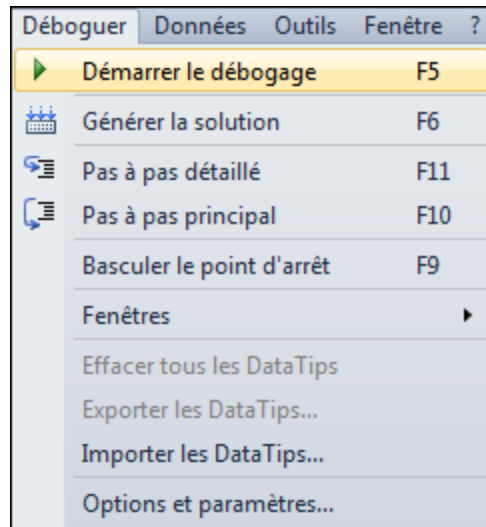 Déboguer Données Outils Fenêtre ?
Démarrer le débogage F5
Générer la solution F6
Pas à pas détaillé F11
Pas à pas principal F10
Basculer le point d'arrêt F9
Fenêtres
Effacer tous les DataTips
Exporter les DataTips...
Importer les DataTips...
Options et paramètres...